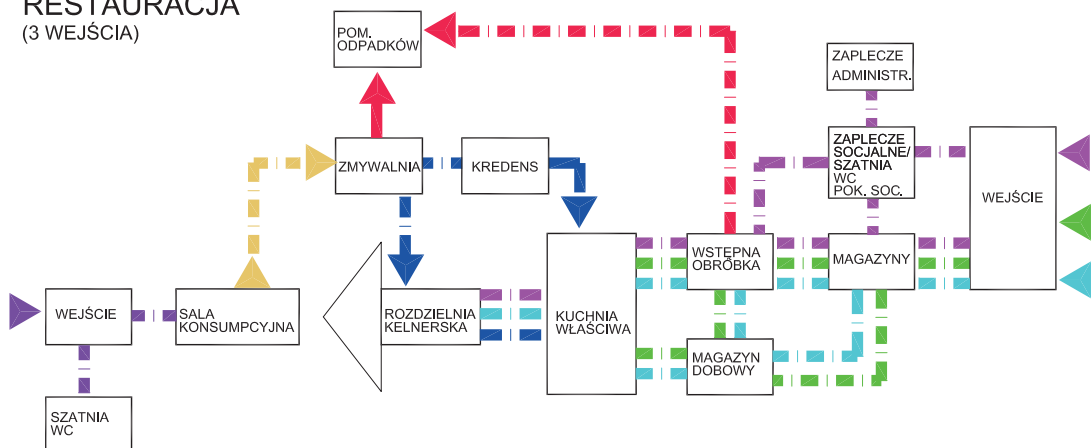 RESTAURACJA
(3 WEJŚCIA)
POM.
ODPADKÓW
ZAPLECZE
ADMINISTR.
ZMYWALNIA
KREDENS
ZAPLECZE
SOCJALNE/
SZATNIA
WC
POK. SOC.
WEJŚCIE
WSTĘPNA
OBRÓBKA
MAGAZYNY
WEJŚCIE
SALA
KONSUMPCYJNA
ROZDZIELNIA
KELNERSKA
KUCHNIA
WŁAŚCIWA
MAGAZYN
DOBOWY
SZATNIA
WC